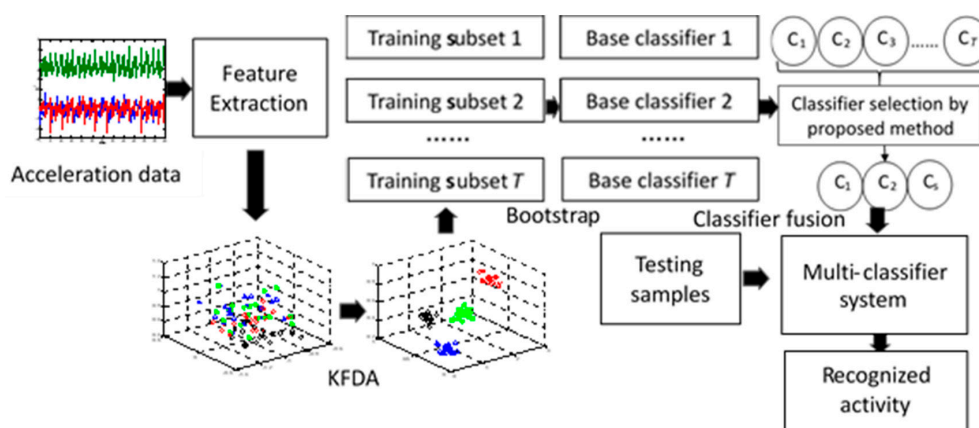 Acceleration data
Feature
Extraction
Training subset 1
Training subset 2
......
Training subset T
Base classifier 1
Base classifier 2
......
Base classifier T
C1 C2 C3 ...... CT
Classifier selection by
proposed method
C1 C2 Cs
Bootstrap
Classifier fusion
KFDA
Testing
samples
Multi-classifier
system
Recognized
activity